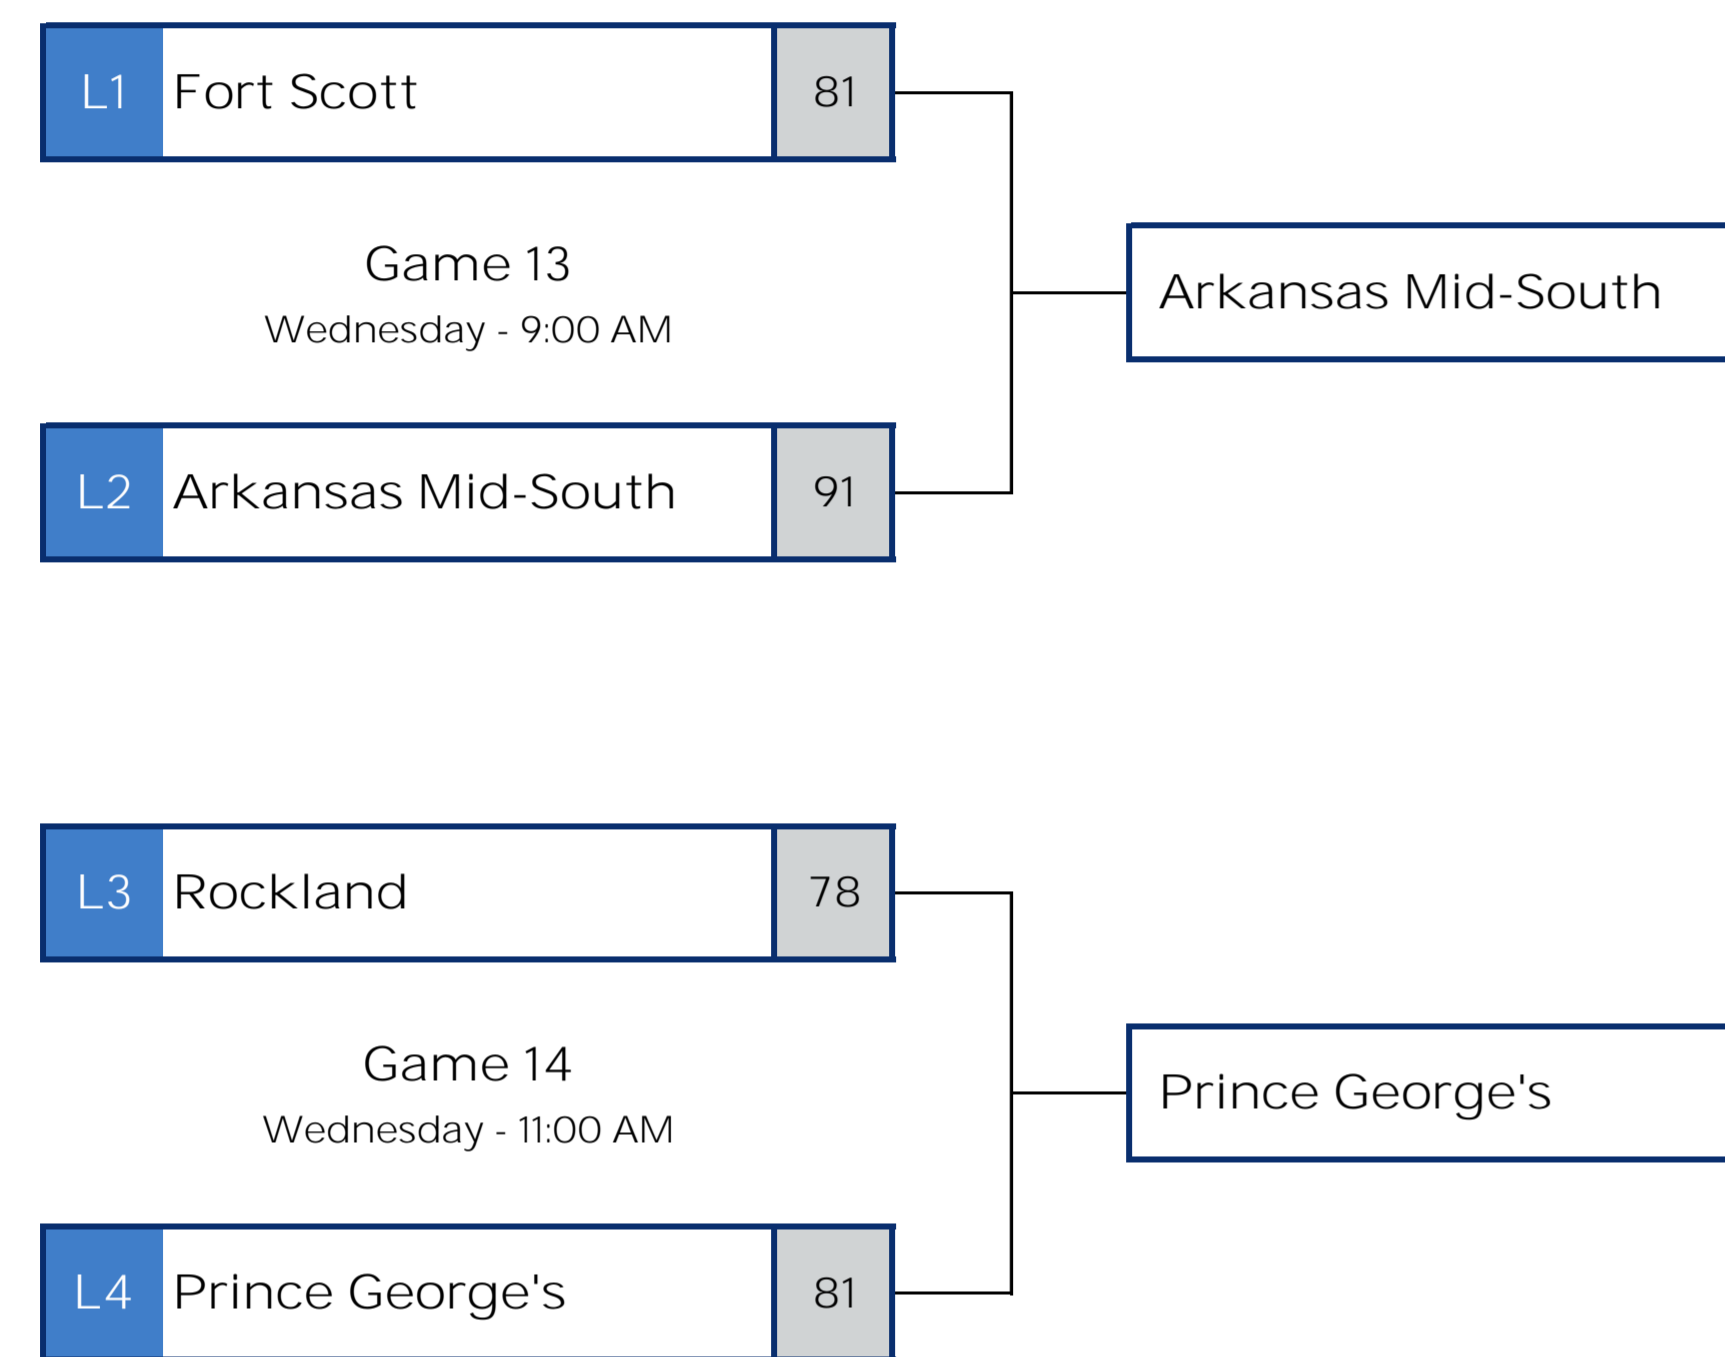 L1 Fort Scott 81
Game 13
Wednesday - 9:00 AM
Arkansas Mid-South
L2 Arkansas Mid-South 91
L3 Rockland 78
Game 14
Wednesday - 11:00 AM
Prince George's
L4 Prince George's 81